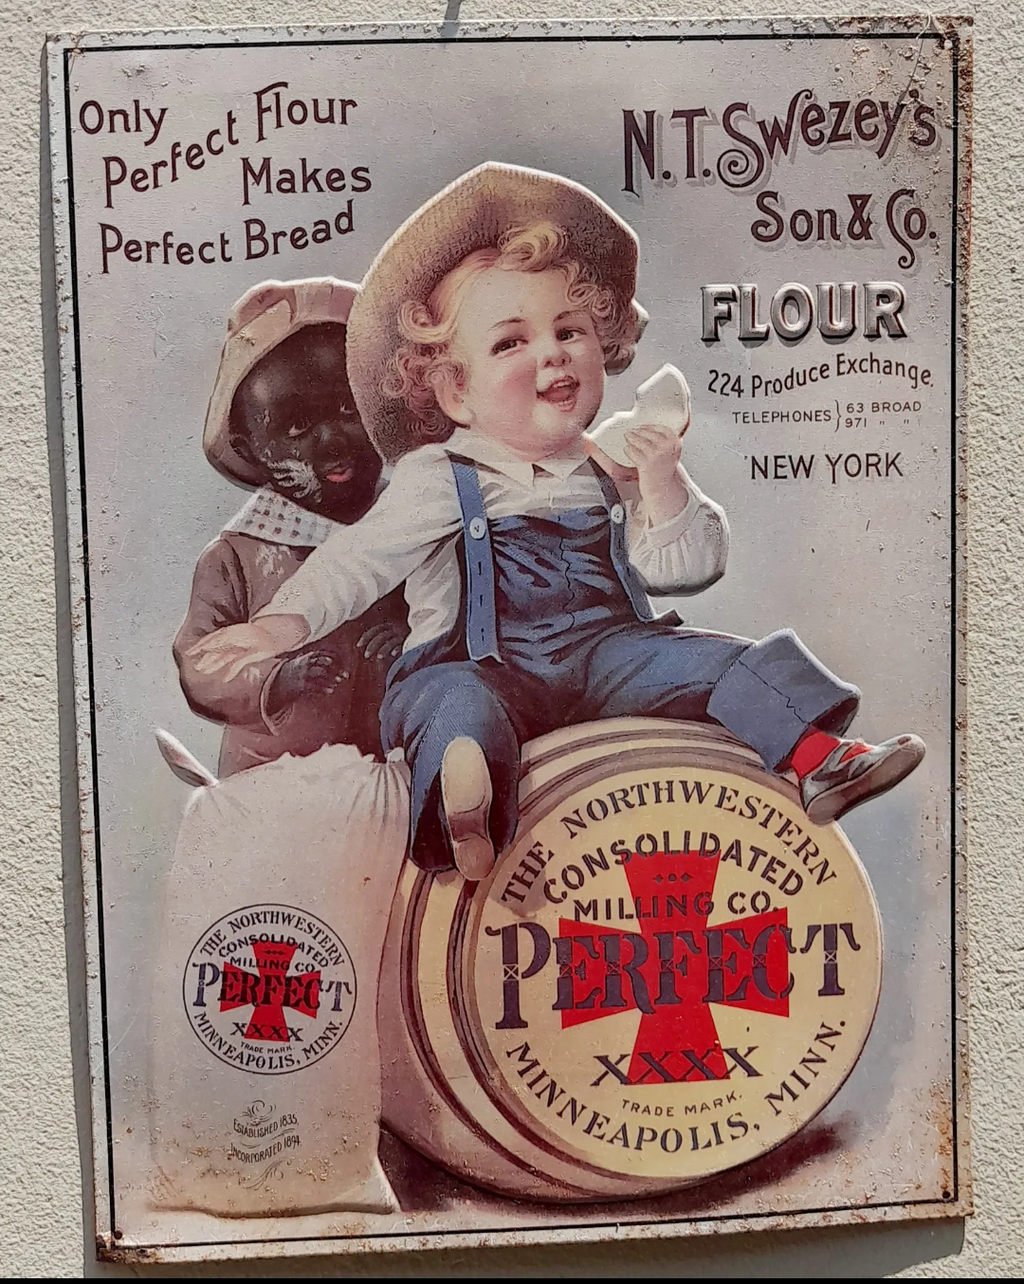 Only
Perfect Flour
Makes
Perfect Bread
N.T. Swezey's
Son & Co.
FLOUR
224 Produce Exchange.
TELEPHONES } 63 BROAD
971 " "
NEW YORK
THE NORTHWESTERN
CONSOLIDATED
MILLING CO.
PERFECT
XXXX
TRADE MARK.
MINNEAPOLIS, MINN.
THE NORTHWESTERN
CONSOLIDATED
MILLING CO.
PERFECT
XXXX
TRADE MARK.
MINNEAPOLIS, MINN.
ESTABLISHED 1835
INCORPORATED 1894